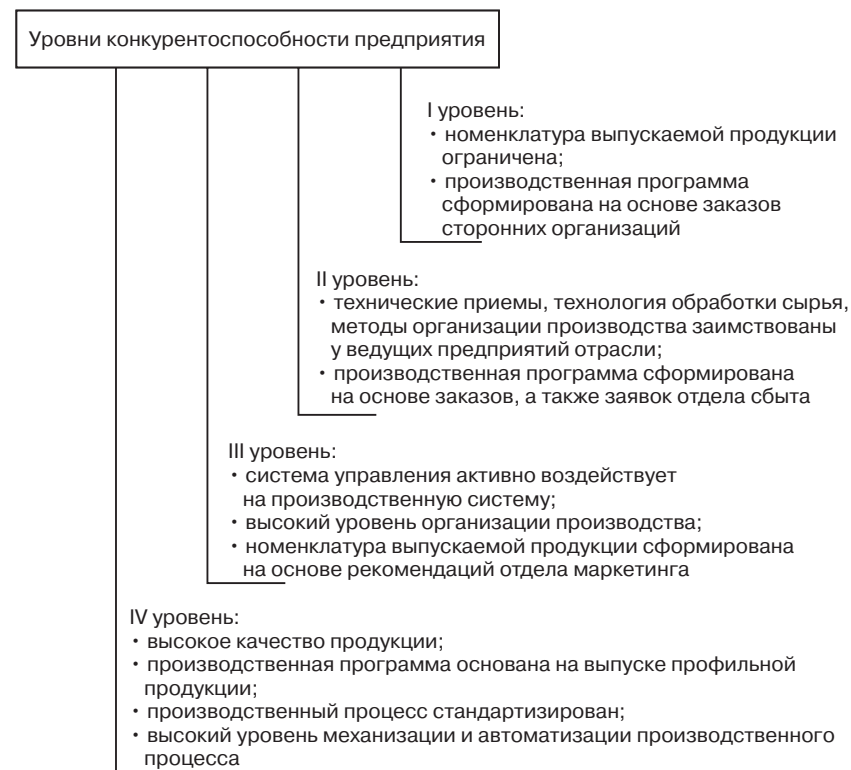 Уровни конкурентоспособности предприятия
I уровень:
• номенклатура выпускаемой продукции
ограничена;
• производственная программа
сформирована на основе заказов
сторонних организаций
II уровень:
• технические приемы, технология обработки сырья,
методы организации производства заимствованы
у ведущих предприятий отрасли;
• производственная программа сформирована
на основе заказов, а также заявок отдела сбыта
III уровень:
• система управления активно воздействует
на производственную систему;
• высокий уровень организации производства;
• номенклатура выпускаемой продукции сформирована
на основе рекомендаций отдела маркетинга
IV уровень:
• высокое качество продукции;
• производственная программа основана на выпуске профильной
продукции;
• производственный процесс стандартизирован;
• высокий уровень механизации и автоматизации производственного
процесса